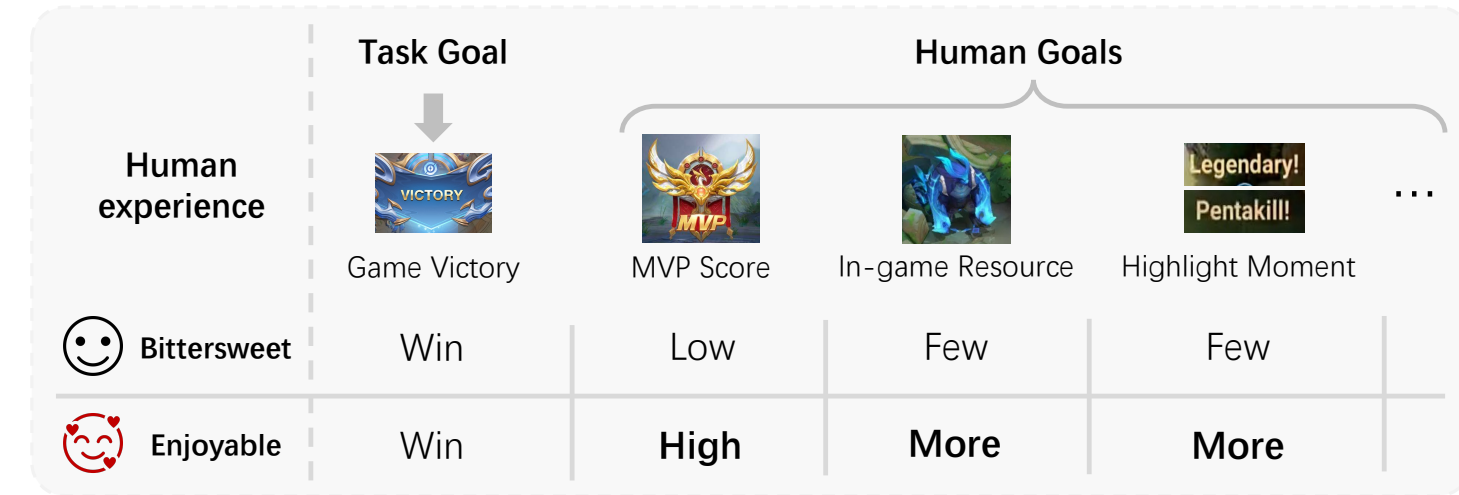 Task Goal
Human Goals
Human
experience
VICTORY
MVP
Legendary!
Pentakill!
...
Game Victory
MVP Score
In-game Resource
Highlight Moment
Bittersweet
Win
Low
Few
Few
Enjoyable
Win
High
More
More